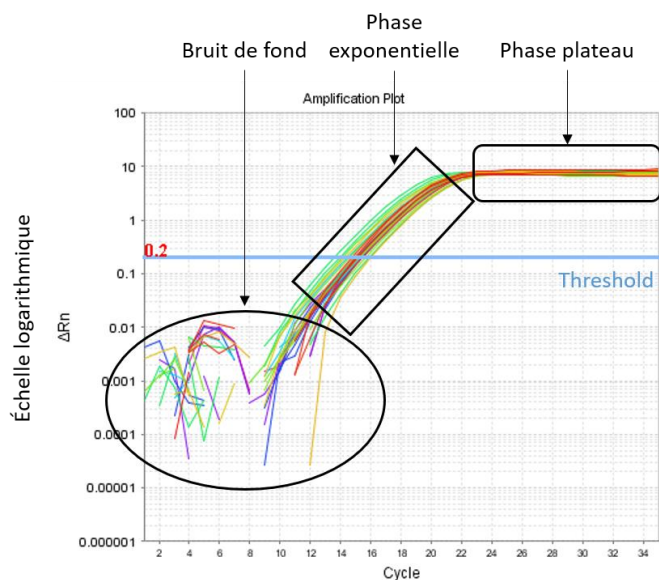 Phase
Bruit de fond
exponentielle
Phase plateau
Amplification Plot
100
10
1
0.2
0.1
Threshold
0.01
0.001
0.0001
0.00001
0.000001
Échelle logarithmique
ΔRn
2 4 6 8 10 12 14 16 18 20 22 24 26 28 30 32 34
Cycle